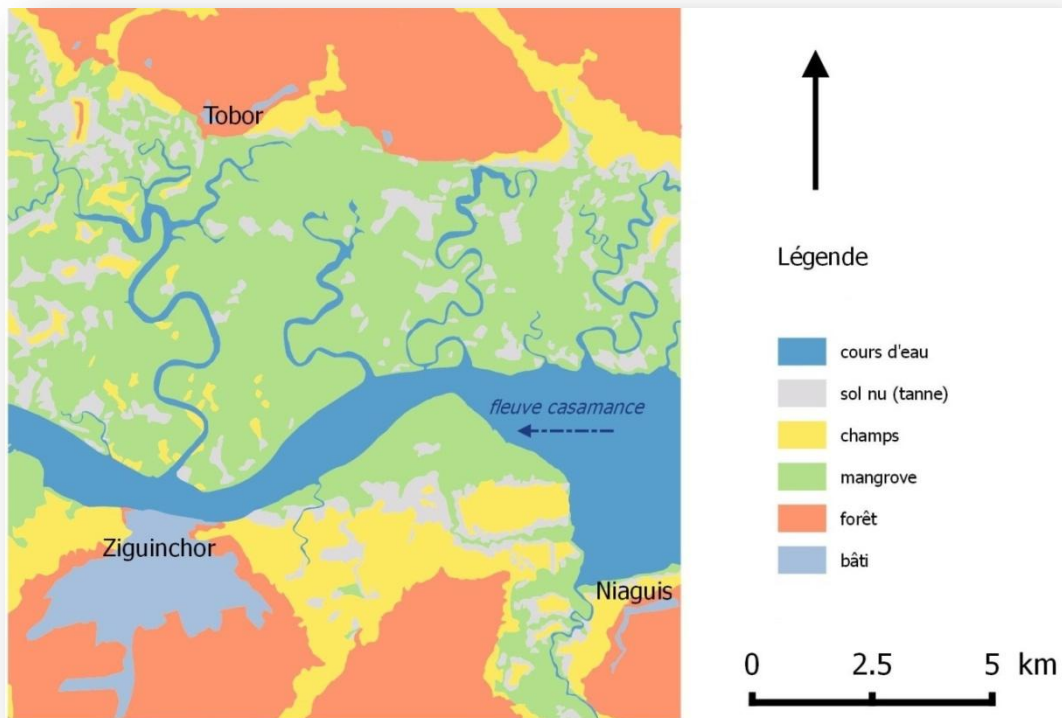 Tobor
fleuve casamance
Ziguinchor
Niaguis
Légende
cours d'eau
sol nu (tanne)
champs
mangrove
forêt
bâti
0 2.5 5 km